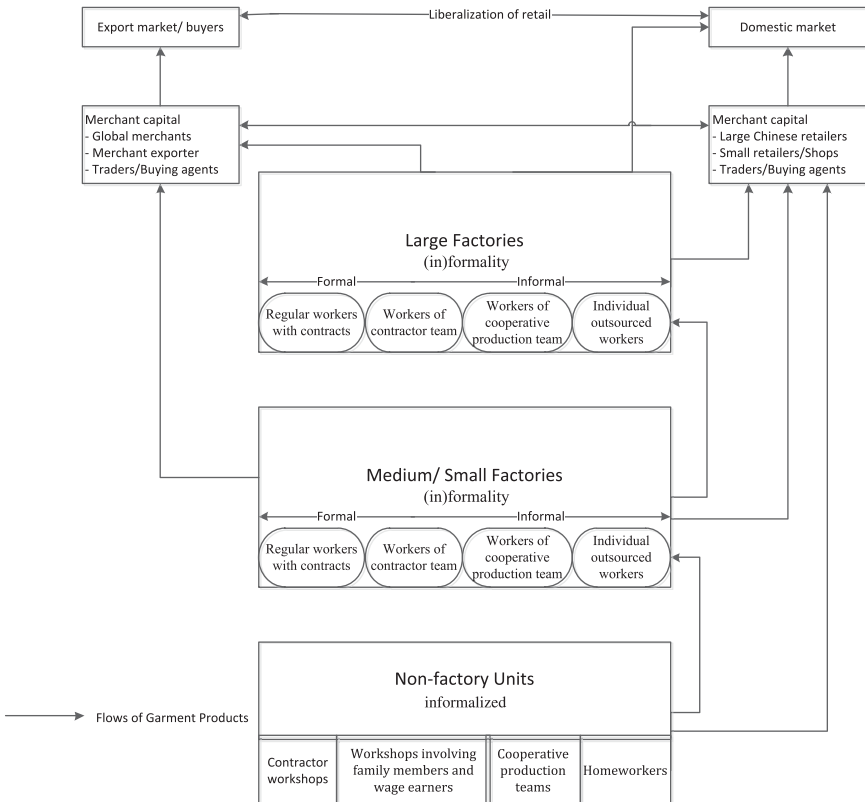 Liberalization of retail
Export market/ buyers
Domestic market
Merchant capital
- Global merchants
- Merchant exporter
- Traders/Buying agents
Merchant capital
- Large Chinese retailers
- Small retailers/Shops
- Traders/Buying agents
Large Factories
(in)formality
Formal
Informal
Regular workers
with contracts
Workers of
contractor team
Workers of
cooperative
production team
Individual
outsourced
workers
Medium/ Small Factories
(in)formality
Formal
Informal
Regular workers
with contracts
Workers of
contractor team
Workers of
cooperative
production team
Individual
outsourced
workers
Non-factory Units
informalized
Flows of Garment Products
Contractor
workshops
Workshops involving
family members and
wage earners
Cooperative
production
teams
Homeworkers